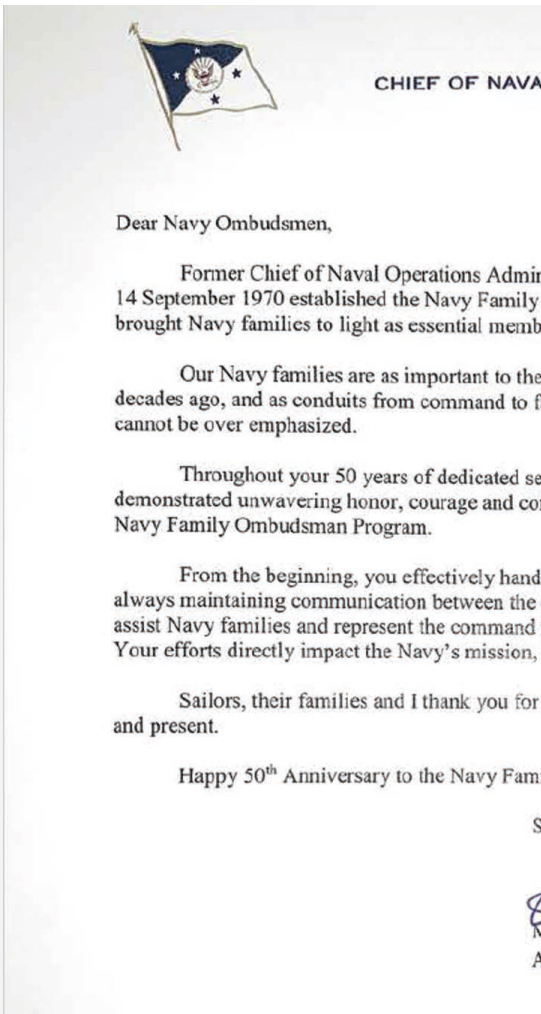 CHIEF OF NAVA
Dear Navy Ombudsmen,
Former Chief of Naval Operations Admir
14 September 1970 established the Navy Family
brought Navy families to light as essential memb
Our Navy families are as important to the
decades ago, and as conduits from command to f
cannot be over emphasized.
Throughout your 50 years of dedicated se
demonstrated unwavering honor, courage and co
Navy Family Ombudsman Program.
From the beginning, you effectively hand
always maintaining communication between the
assist Navy families and represent the command
Your efforts directly impact the Navy's mission,
Sailors, their families and I thank you for
and present.
Happy 50th Anniversary to the Navy Fami
S
A